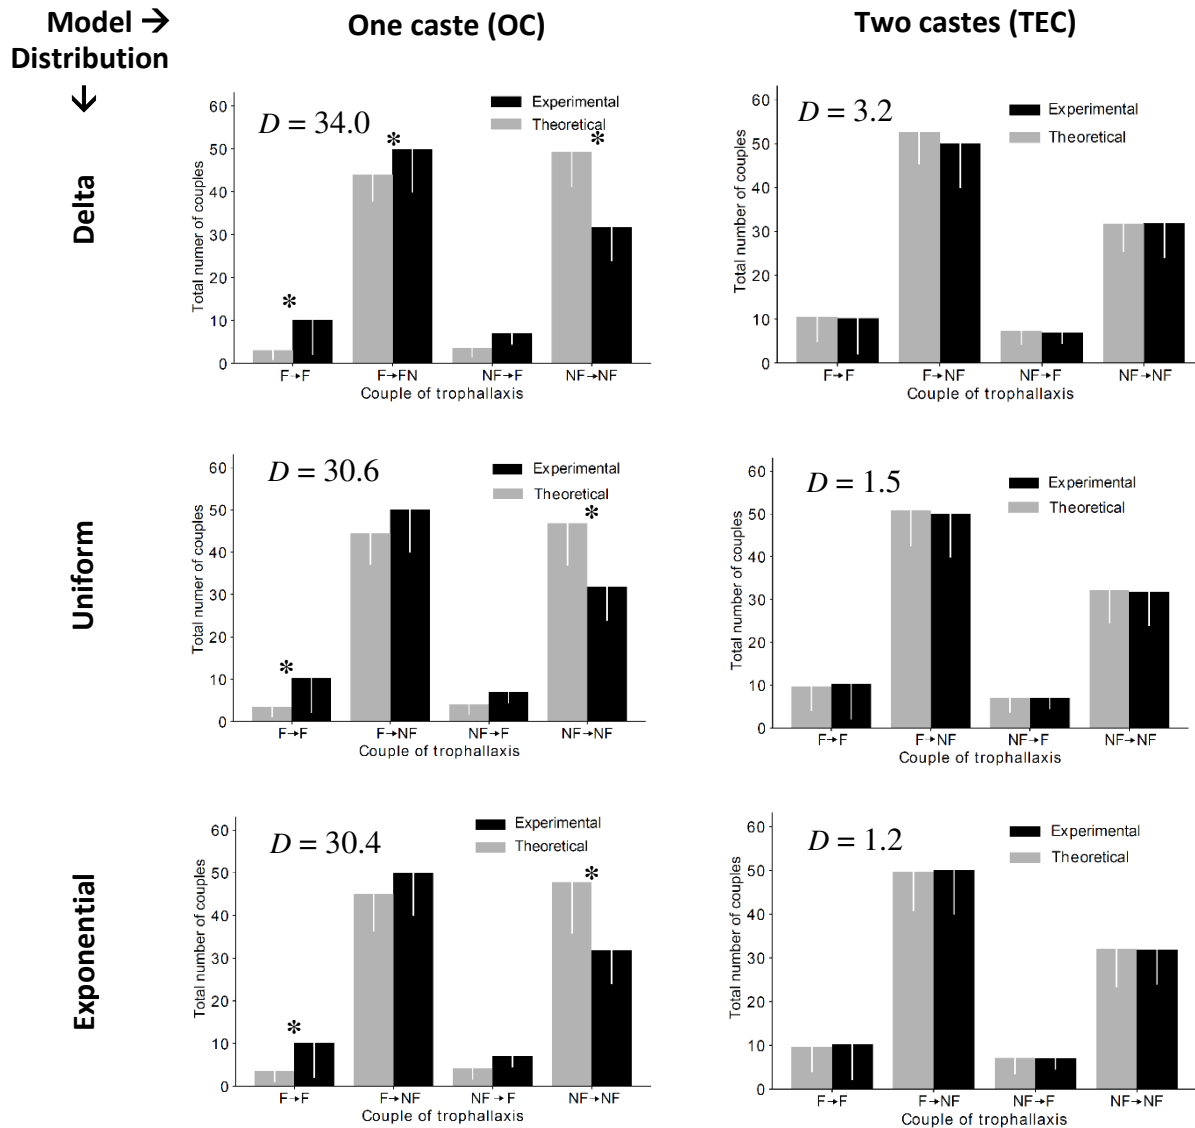 Model → One caste (OC) Two castes (TEC)
Distribution
↓
Delta
D = 34.0
Experimental
Theoretical
*
*
*
Total numer of couples
60
50
40
30
20
10
0
F→F F→FN NF→F NF→NF
Couple of trophallaxis
D = 3.2
Experimental
Theoretical
Total number of couples
60
50
40
30
20
10
0
F→F F→NF NF→F NF→NF
Couple of trophallaxis
Uniform
D = 30.6
Experimental
Theoretical
*
*
Total numer of couples
60
50
40
30
20
10
0
F→F F→NF NF→F NF→NF
Couple of trophallaxis
D = 1.5
Experimental
Theoretical
Total number of couples
60
50
40
30
20
10
0
F→F F→NF NF→F NF→NF
Couple of trophallaxis
Exponential
D = 30.4
Experimental
Theoretical
*
*
Total number of couples
60
50
40
30
20
10
0
F→F F→NF NF→F NF→NF
Couple of trophallaxis
D = 1.2
Experimental
Theoretical
Total number of couples
60
50
40
30
20
10
0
F→F F→NF NF→F NF→NF
Couple of trophallaxis